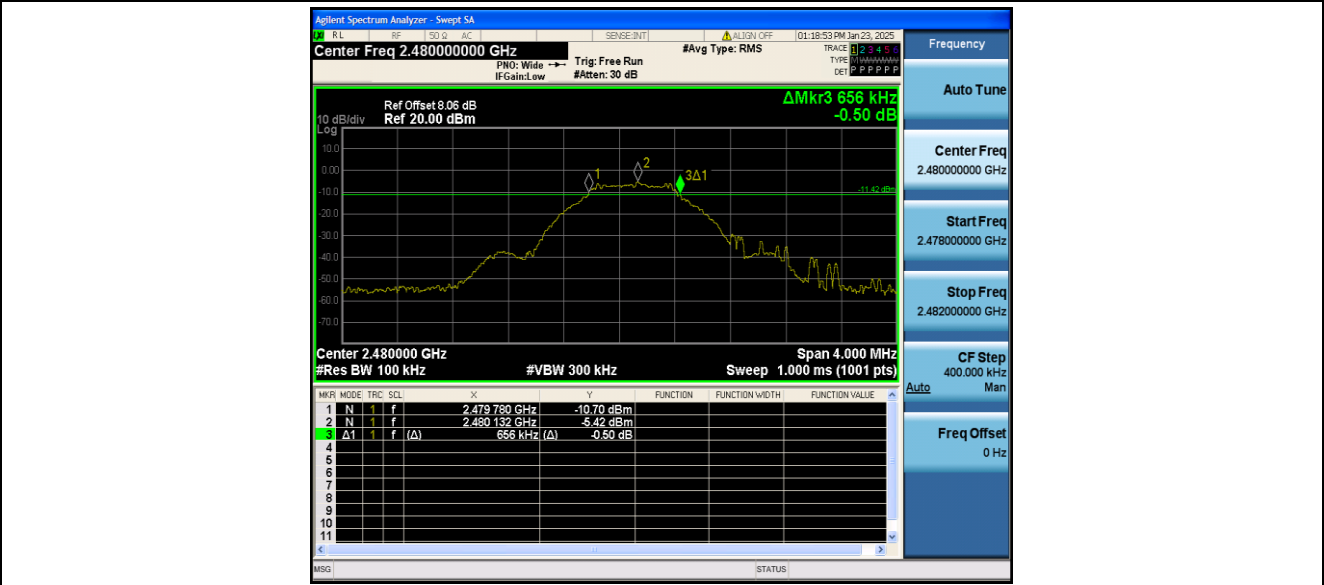 Agilent Spectrum Analyzer - Swept SA
RL RF 50 Ω AC SENSE:INT ALIGN OFF 01:18:53 PM Jan 23, 2025
Center Freq 2.480000000 GHz
#Avg Type: RMS
TRACE 1 2 3 4 5 6
PNO: Wide
Trig: Free Run
TYPE MWWWWW
IFGain:Low
#Atten: 30 dB
DET P P P P P P
Frequency
Auto Tune
Center Freq
2.480000000 GHz
Start Freq
2.478000000 GHz
Stop Freq
2.482000000 GHz
CF Step
400.000 kHz
Auto Man
Freq Offset
0 Hz
ΔMkr3 656 kHz
-0.50 dB
Ref Offset 8.06 dB
10 dB/div Ref 20.00 dBm
Log
10.0
0.00
-10.0
-20.0
-30.0
-40.0
-50.0
-60.0
-70.0
1
2
3Δ1
-11.42 dBm
Center 2.480000 GHz Span 4.000 MHz
#Res BW 100 kHz #VBW 300 kHz Sweep 1.000 ms (1001 pts)
MKR MODE TRC SCL X Y FUNCTION FUNCTION WIDTH FUNCTION VALUE
1 N 1 f 2.479 780 GHz -10.70 dBm
2 N 1 f 2.480 132 GHz -5.42 dBm
3 Δ1 1 f (Δ) 656 kHz (Δ) -0.50 dB
4
5
6
7
8
9
10
11
MSG STATUS